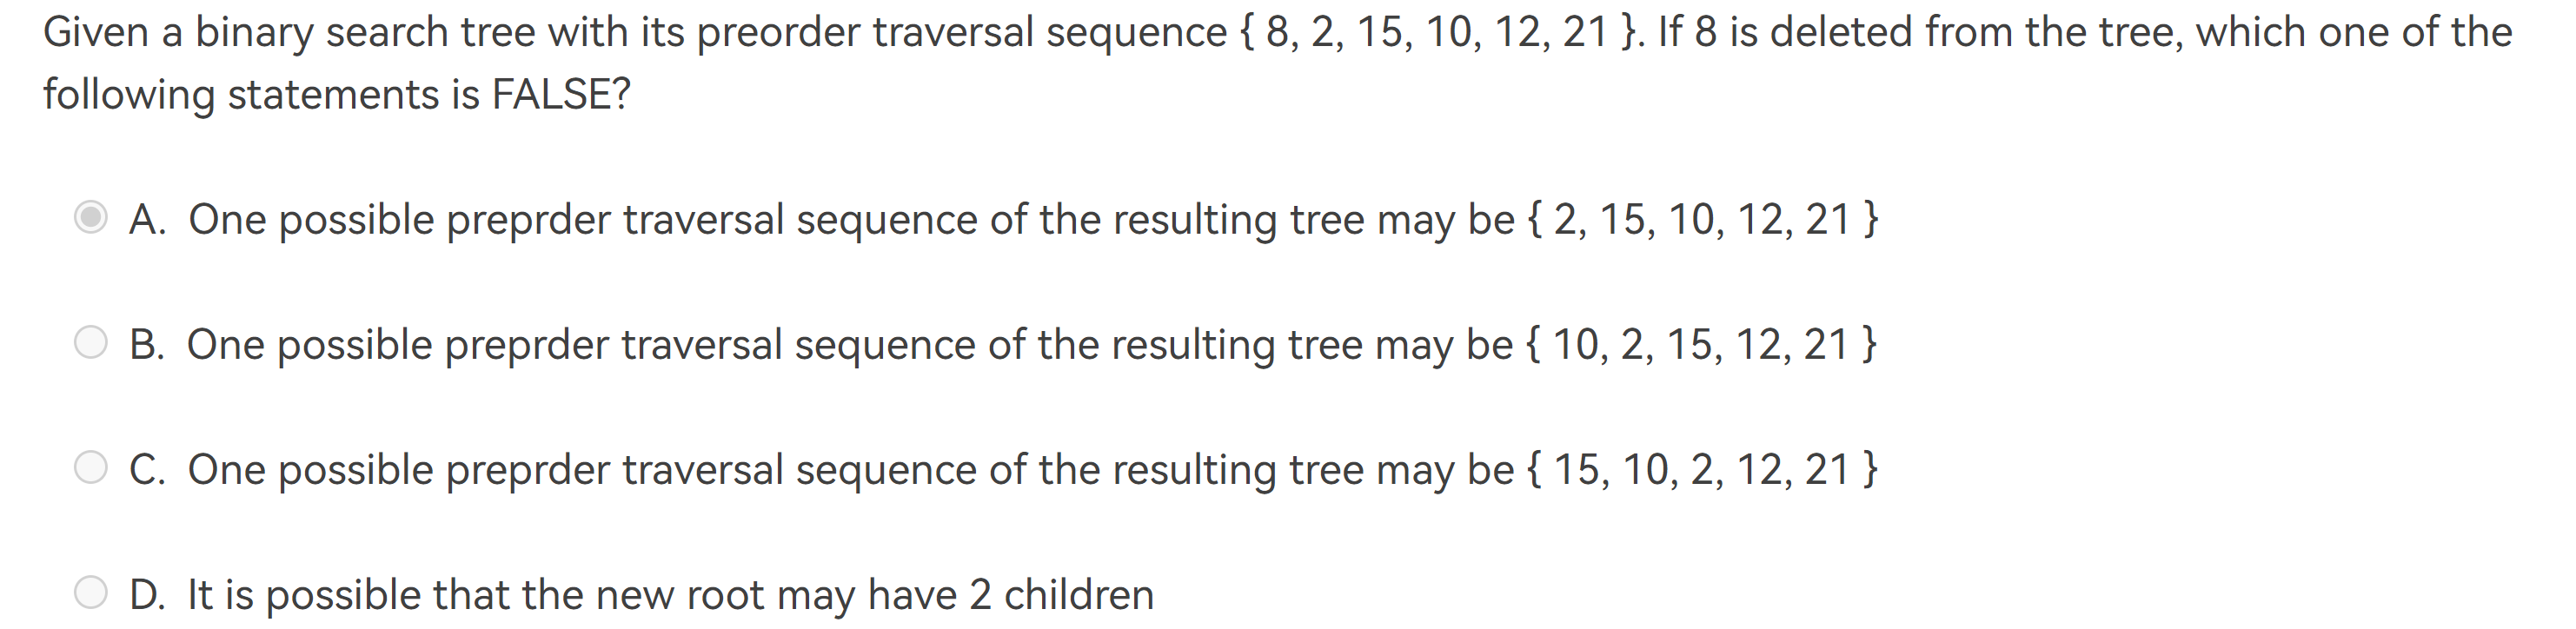 Given a binary search tree with its preorder traversal sequence { 8, 2, 15, 10, 12, 21 }. If 8 is deleted from the tree, which one of the
following statements is FALSE?
A. One possible preprder traversal sequence of the resulting tree may be { 2, 15, 10, 12, 21 }
B. One possible preprder traversal sequence of the resulting tree may be { 10, 2, 15, 12, 21 }
C. One possible preprder traversal sequence of the resulting tree may be { 15, 10, 2, 12, 21 }
D. It is possible that the new root may have 2 children